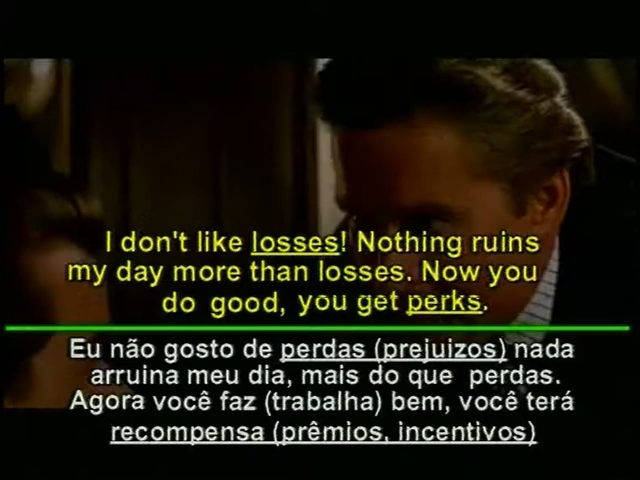 I don't like losses! Nothing ruins
my day more than losses. Now you
do good, you get perks.
Eu não gosto de perdas (prejuizos) nada
arruina meu dia, mais do que perdas.
Agora você faz (trabalha) bem, você terá
recompensa (prêmios, incentivos)